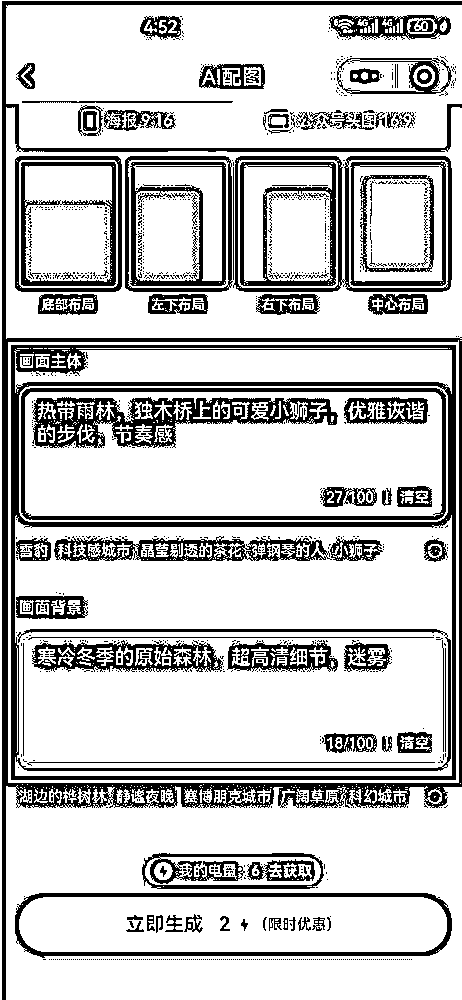 4:52
60
AI配图
海报9:16
公众号头图16:9
底部布局
左下布局
右下布局
中心布局
画面主体
热带雨林，独木桥上的可爱小狮子，优雅诙谐
的步伐，节奏感
27/100 | 清空
雪豹 科技感城市 晶莹剔透的茶花 弹钢琴的人 小狮子
画面背景
寒冷冬季的原始森林，超高清细节，迷雾
18/100 | 清空
湖边的桦树林 静谧夜晚 赛博朋克城市 广阔草原 科幻城市
我的电量：6 去获取
立即生成 2 (限时优惠)